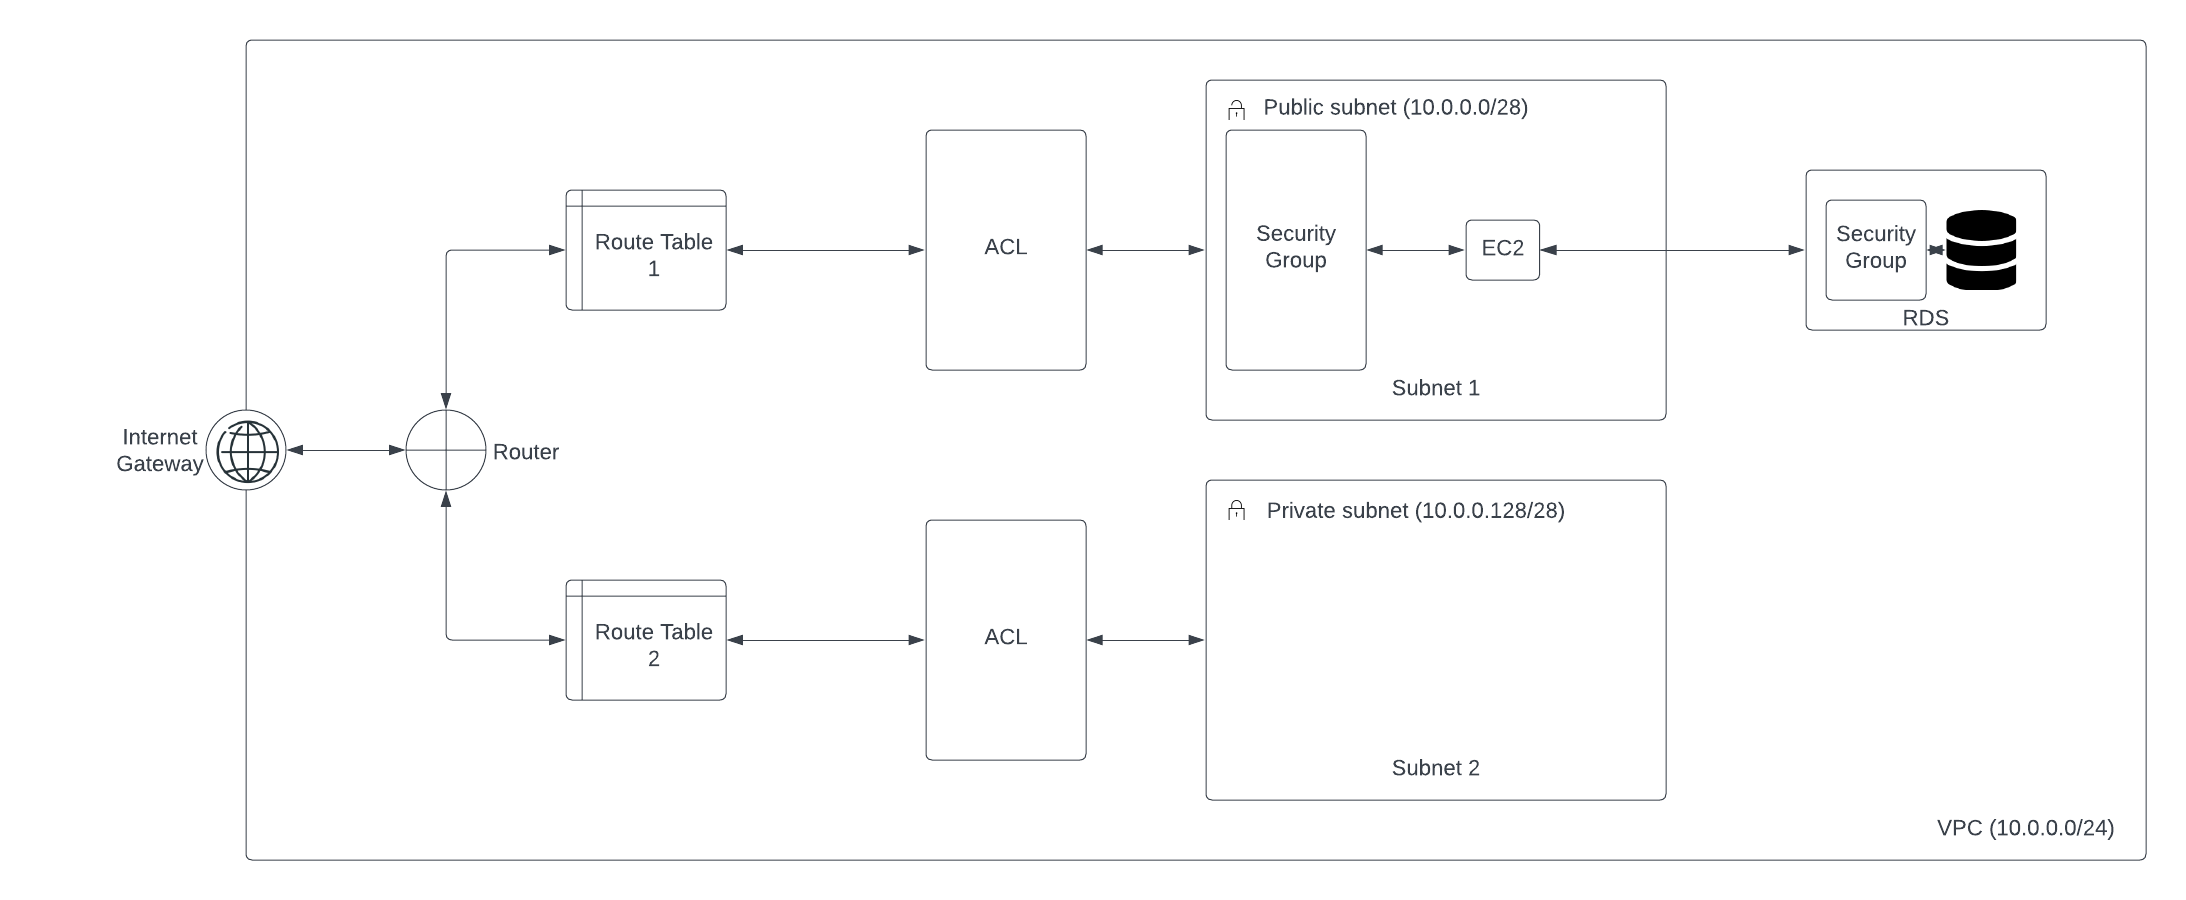 Public subnet (10.0.0.0/28)
Route Table
1
ACL
Security
Group
EC2
Security
Group
RDS
Subnet 1
Internet
Gateway
Router
Private subnet (10.0.0.128/28)
Route Table
2
ACL
Subnet 2
VPC (10.0.0.0/24)